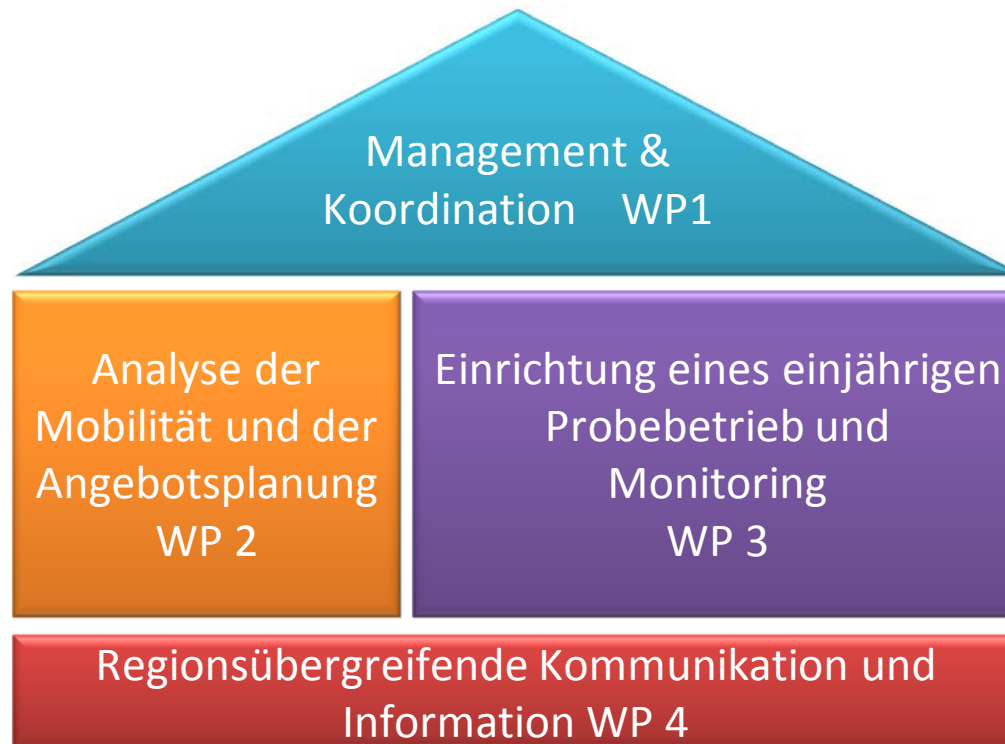 Management &
Koordination WP1
Analyse der
Mobilität und der
Angebotsplanung
WP 2
Einrichtung eines einjährigen
Probebetrieb und
Monitoring
WP 3
Regionsübergreifende Kommunikation und
Information WP 4